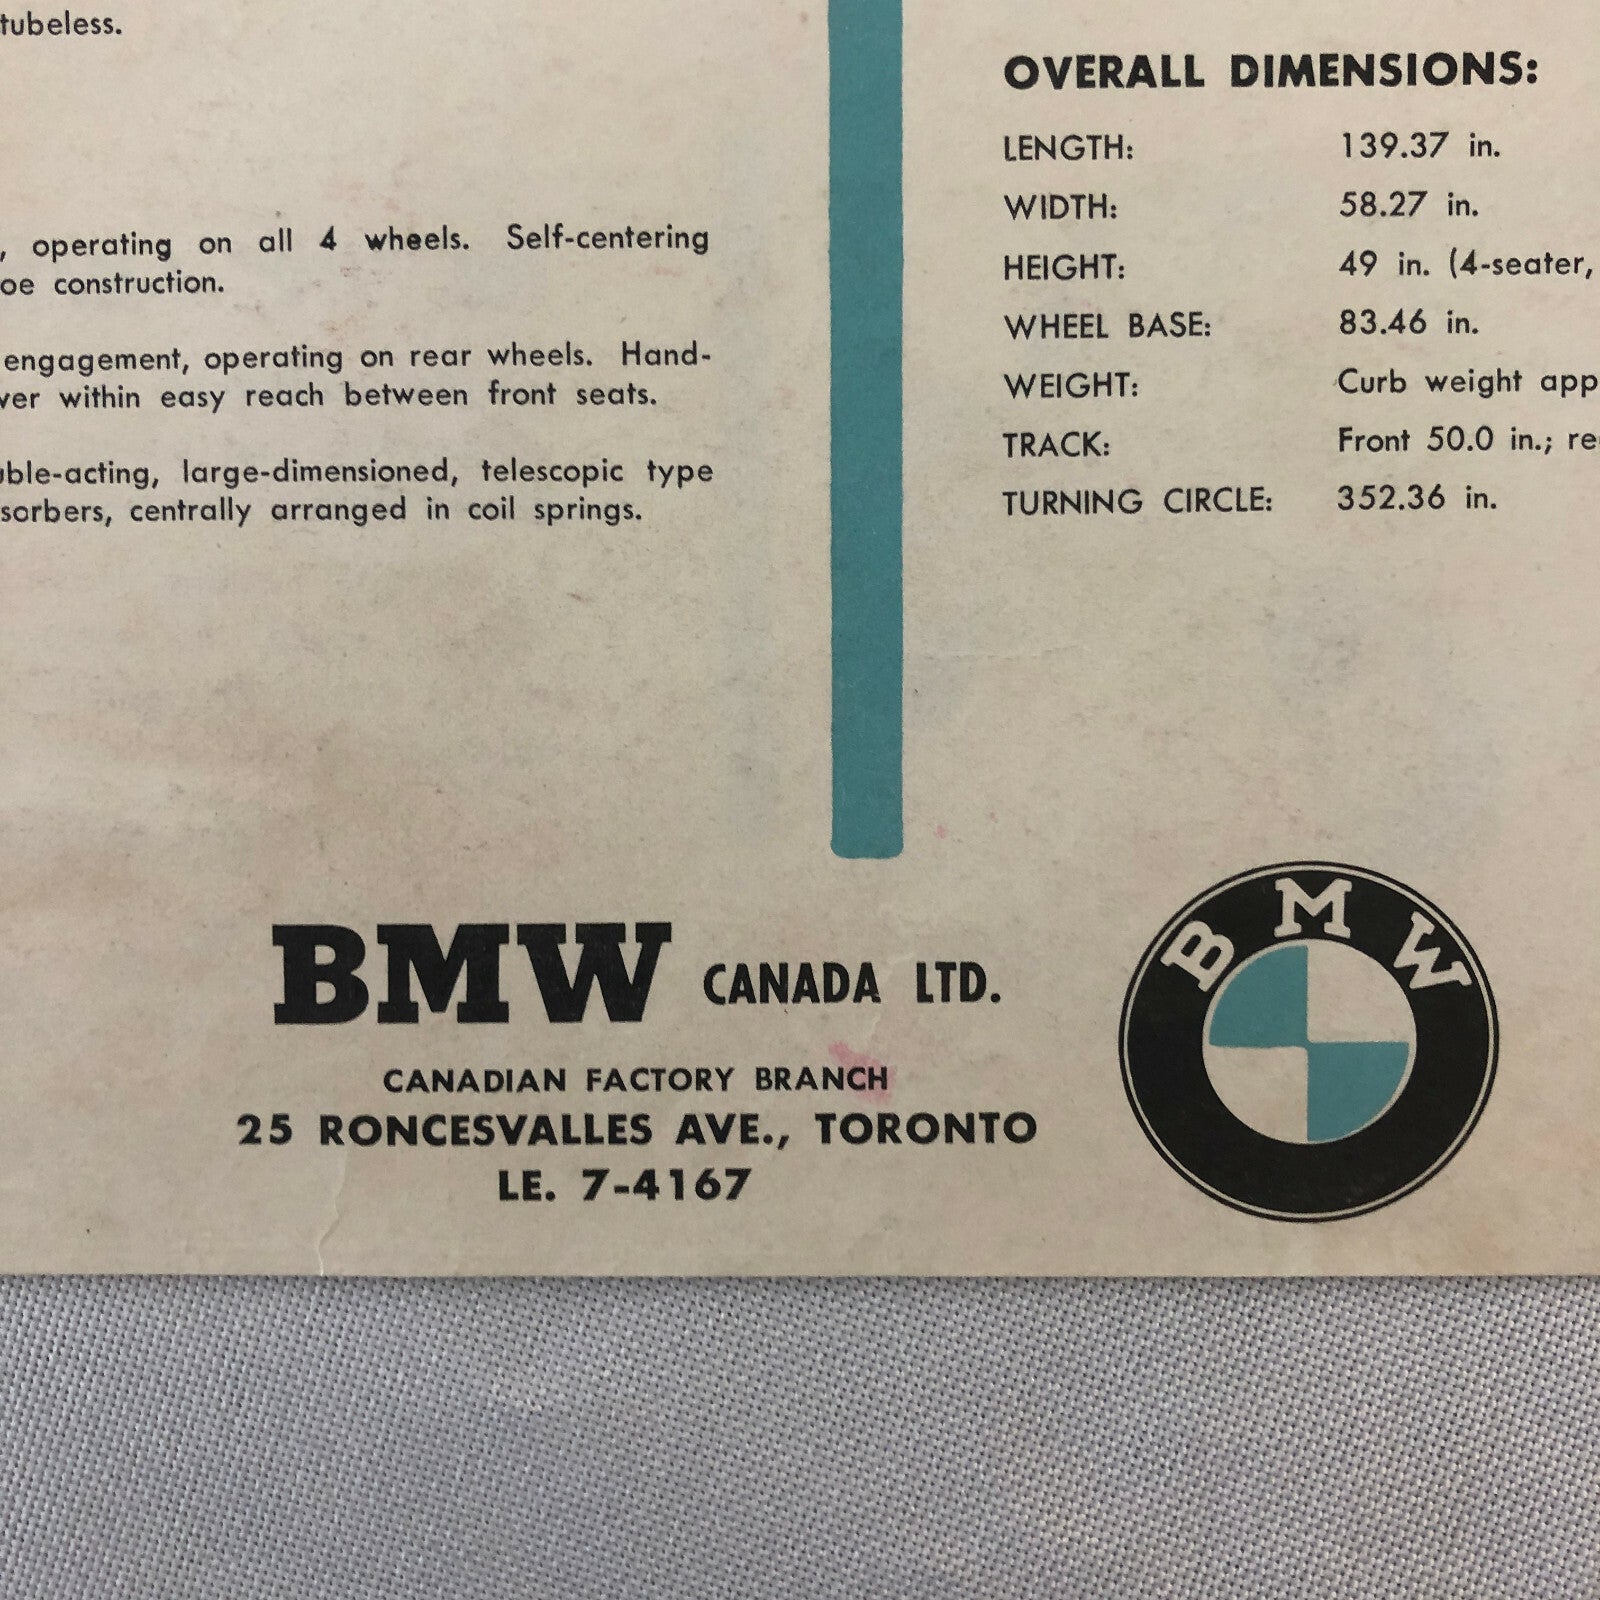 tubeless.
, operating on all 4 wheels. Self-centering
oe construction.
engagement, operating on rear wheels. Hand-
ver within easy reach between front seats.
uble-acting, large-dimensioned, telescopic type
sorbers, centrally arranged in coil springs.
OVERALL DIMENSIONS:
LENGTH: 139.37 in.
WIDTH: 58.27 in.
HEIGHT: 49 in. (4-seater,
WHEEL BASE: 83.46 in.
WEIGHT: Curb weight app
TRACK: Front 50.0 in.; re
TURNING CIRCLE: 352.36 in.
BMW CANADA LTD.
CANADIAN FACTORY BRANCH
25 RONCESVALLES AVE., TORONTO
LE. 7-4167
BMW